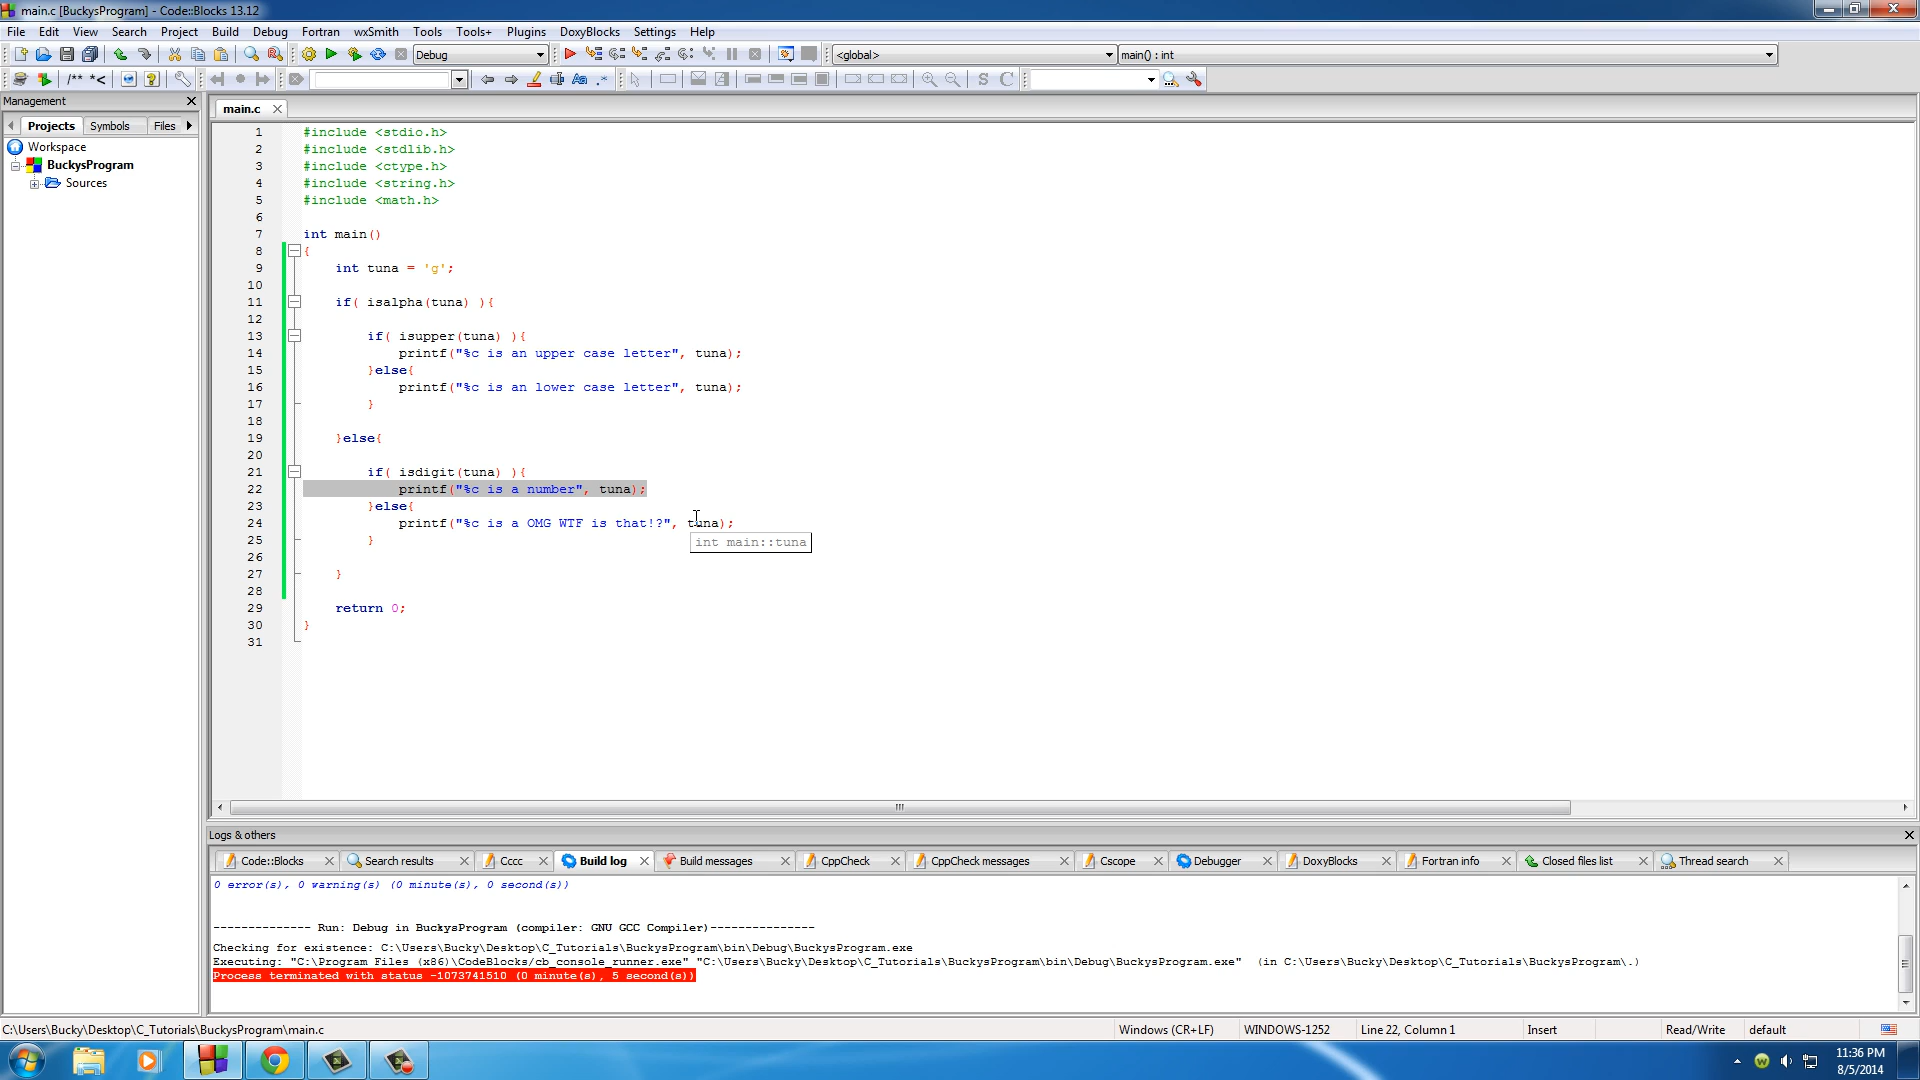 main.c [BuckysProgram] - Code::Blocks 13.12
File Edit View Search Project Build Debug Fortran wxSmith Tools Tools+ Plugins DoxyBlocks Settings Help
Debug <global> main() : int
/** *< Aa .* S C
Management
main.c
Projects Symbols Files
Workspace
BuckysProgram
Sources
1 #include <stdio.h>
2 #include <stdlib.h>
3 #include <ctype.h>
4 #include <string.h>
5 #include <math.h>
6
7 int main()
8 {
9 int tuna = 'g';
10
11 if( isalpha(tuna) ){
12
13 if( isupper(tuna) ){
14 printf("%c is an upper case letter", tuna);
15 }else{
16 printf("%c is an lower case letter", tuna);
17 }
18
19 }else{
20
21 if( isdigit(tuna) ){
22 printf("%c is a number", tuna);
23 }else{
24 printf("%c is a OMG WTF is that!?", tuna);
25 }
int main::tuna
26
27 }
28
29 return 0;
30 }
31
Logs & others
Code::Blocks Search results Cccc Build log Build messages CppCheck CppCheck messages Cscope Debugger DoxyBlocks Fortran info Closed files list Thread search
0 error(s), 0 warning(s) (0 minute(s), 0 second(s))
-------------- Run: Debug in BuckysProgram (compiler: GNU GCC Compiler)---------------
Checking for existence: C:\Users\Bucky\Desktop\C_Tutorials\BuckysProgram\bin\Debug\BuckysProgram.exe
Executing: "C:\Program Files (x86)\CodeBlocks/cb_console_runner.exe" "C:\Users\Bucky\Desktop\C_Tutorials\BuckysProgram\bin\Debug\BuckysProgram.exe" (in C:\Users\Bucky\Desktop\C_Tutorials\BuckysProgram\.)
Process terminated with status -1073741510 (0 minute(s), 5 second(s))
C:\Users\Bucky\Desktop\C_Tutorials\BuckysProgram\main.c Windows (CR+LF) WINDOWS-1252 Line 22, Column 1 Insert Read/Write default
11:36 PM
8/5/2014